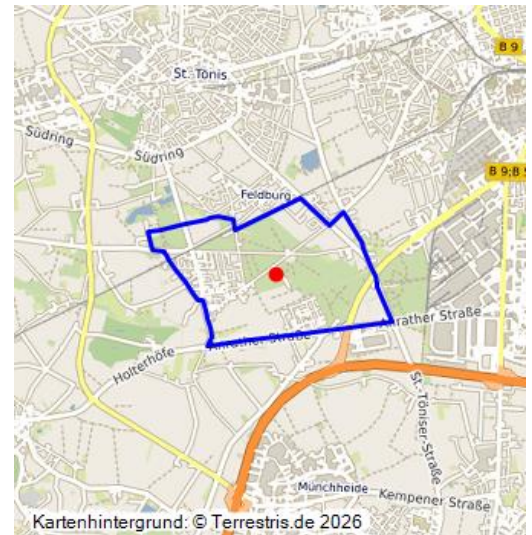 B 9
St. Tönis
Südring
Südring
B 9;B 5
Feldburg
Anrather Straße
Anrather Straße
Holterhöfe
St.-Töniser-Straße
Münchheide
Kempener Straße
Kartenhintergrund: © Terrestris.de 2026